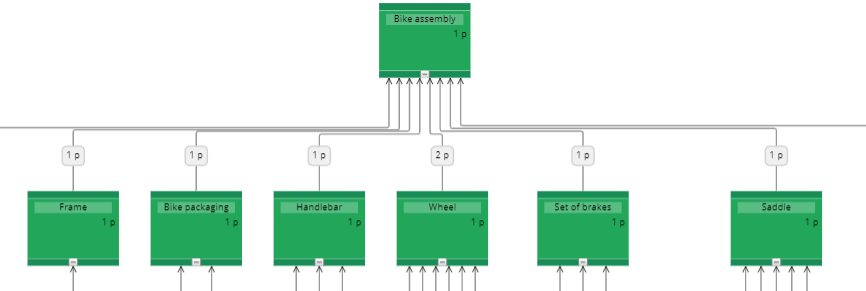 Bike assembly
1 p
1 p
1 p
1 p
2 p
1 p
1 p
Frame
Bike packaging
Handlebar
Wheel
Set of brakes
Saddle
1 p
1 p
1 p
1 p
1 p
1 p